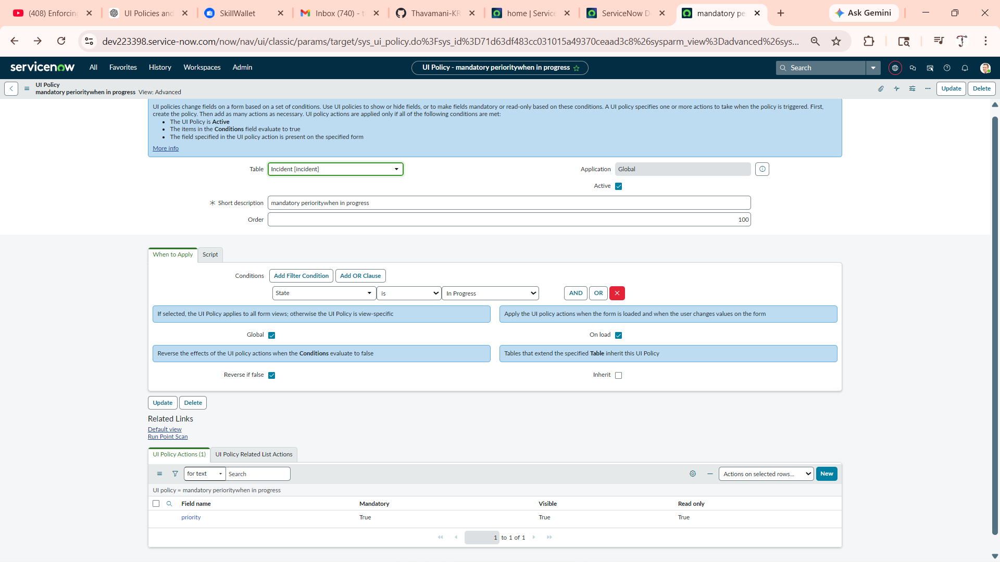 (408) Enforcing
UI Policies and
SkillWallet
Inbox (740) - t
Thavamani-KR
home | Service
ServiceNow D
mandatory pe
Ask Gemini
dev223398.service-now.com/now/nav/ui/classic/params/target/sys_ui_policy.do%3Fsys_id%3D71d63df483cc031015a49370ceaad3c8%26sysparm_view%3Dadvanced%26sys...
servicenow
All
Favorites
History
Workspaces
Admin
UI Policy - mandatory perioritywhen in progress
Search
UI Policy
mandatory perioritywhen in progress View: Advanced
Update
Delete
UI policies change fields on a form based on a set of conditions. Use UI policies to show or hide fields, or to make fields mandatory or read-only based on these conditions. A UI policy specifies one or more actions to take when the policy is triggered. First,
create the policy. Then add as many actions as necessary. UI policy actions are applied only if all of the following conditions are met:
• The UI Policy is Active
• The items in the Conditions field evaluate to true
• The field specified in the UI policy action is present on the specified form
More info
Table
Incident [incident]
Application
Global
Active
Short description
mandatory perioritywhen in progress
Order
100
When to Apply
Script
Conditions
Add Filter Condition
Add OR Clause
State
is
In Progress
AND
OR
If selected, the UI Policy applies to all form views; otherwise the UI Policy is view-specific
Apply the UI policy actions when the form is loaded and when the user changes values on the form
Global
On load
Reverse the effects of the UI policy actions when the Conditions evaluate to false
Tables that extend the specified Table inherit this UI Policy
Reverse if false
Inherit
Update
Delete
Related Links
Default view
Run Point Scan
UI Policy Actions (1)
UI Policy Related List Actions
for text
Search
Actions on selected rows...
New
UI policy = mandatory perioritywhen in progress
Field name
Mandatory
Visible
Read only
priority
True
True
True
1 to 1 of 1